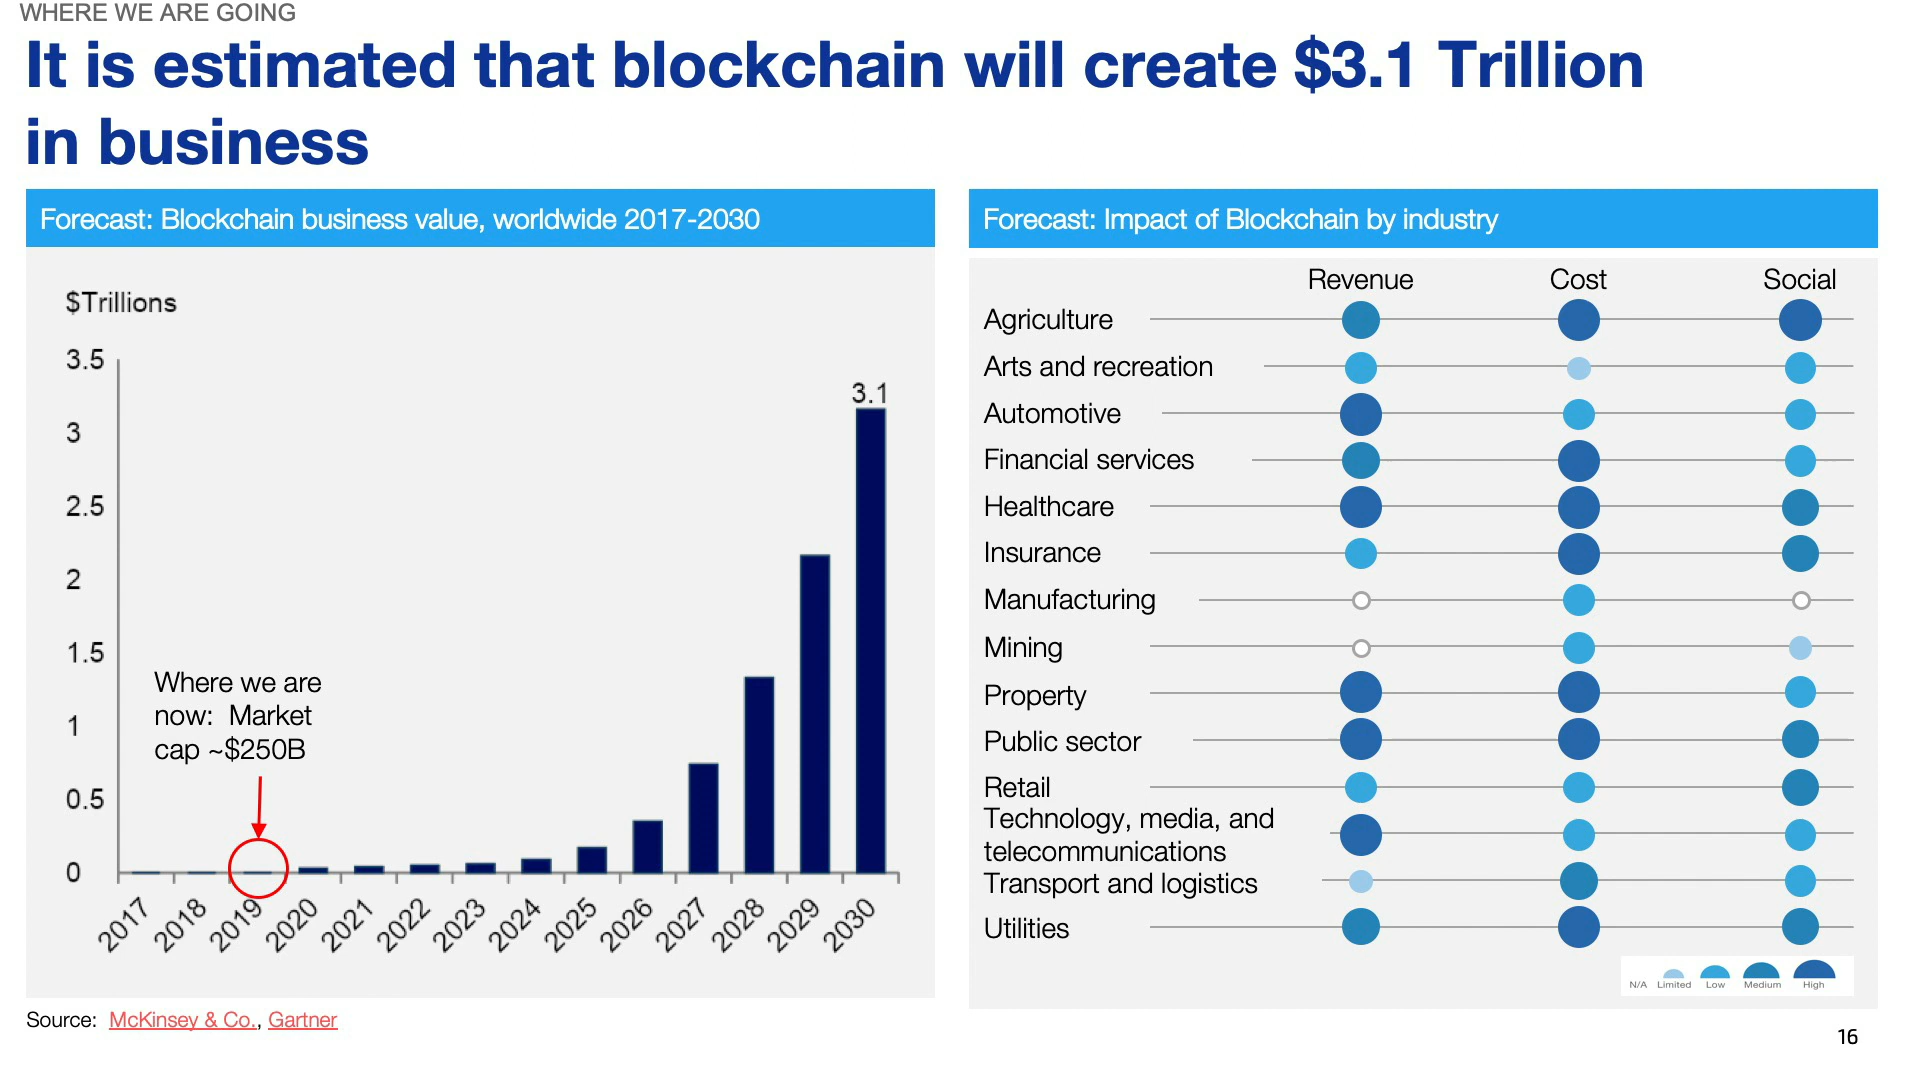 WHERE WE ARE GOING
It is estimated that blockchain will create $3.1 Trillion
in business
Forecast: Blockchain business value, worldwide 2017-2030
$Trillions
3.5
3
2.5
2
1.5
1
0.5
0
3.1
Where we are
now: Market
cap ~$250B
2017
2018
2019
2020
2021
2022
2023
2024
2025
2026
2027
2028
2029
2030
Source: McKinsey & Co., Gartner
Forecast: Impact of Blockchain by industry
Revenue Cost Social
Agriculture
Arts and recreation
Automotive
Financial services
Healthcare
Insurance
Manufacturing
Mining
Property
Public sector
Retail
Technology, media, and
telecommunications
Transport and logistics
Utilities
N/A Limited Low Medium High
16